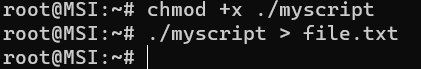 root@MSI:~# chmod +x ./myscript
root@MSI:~# ./myscript > file.txt
root@MSI:~#